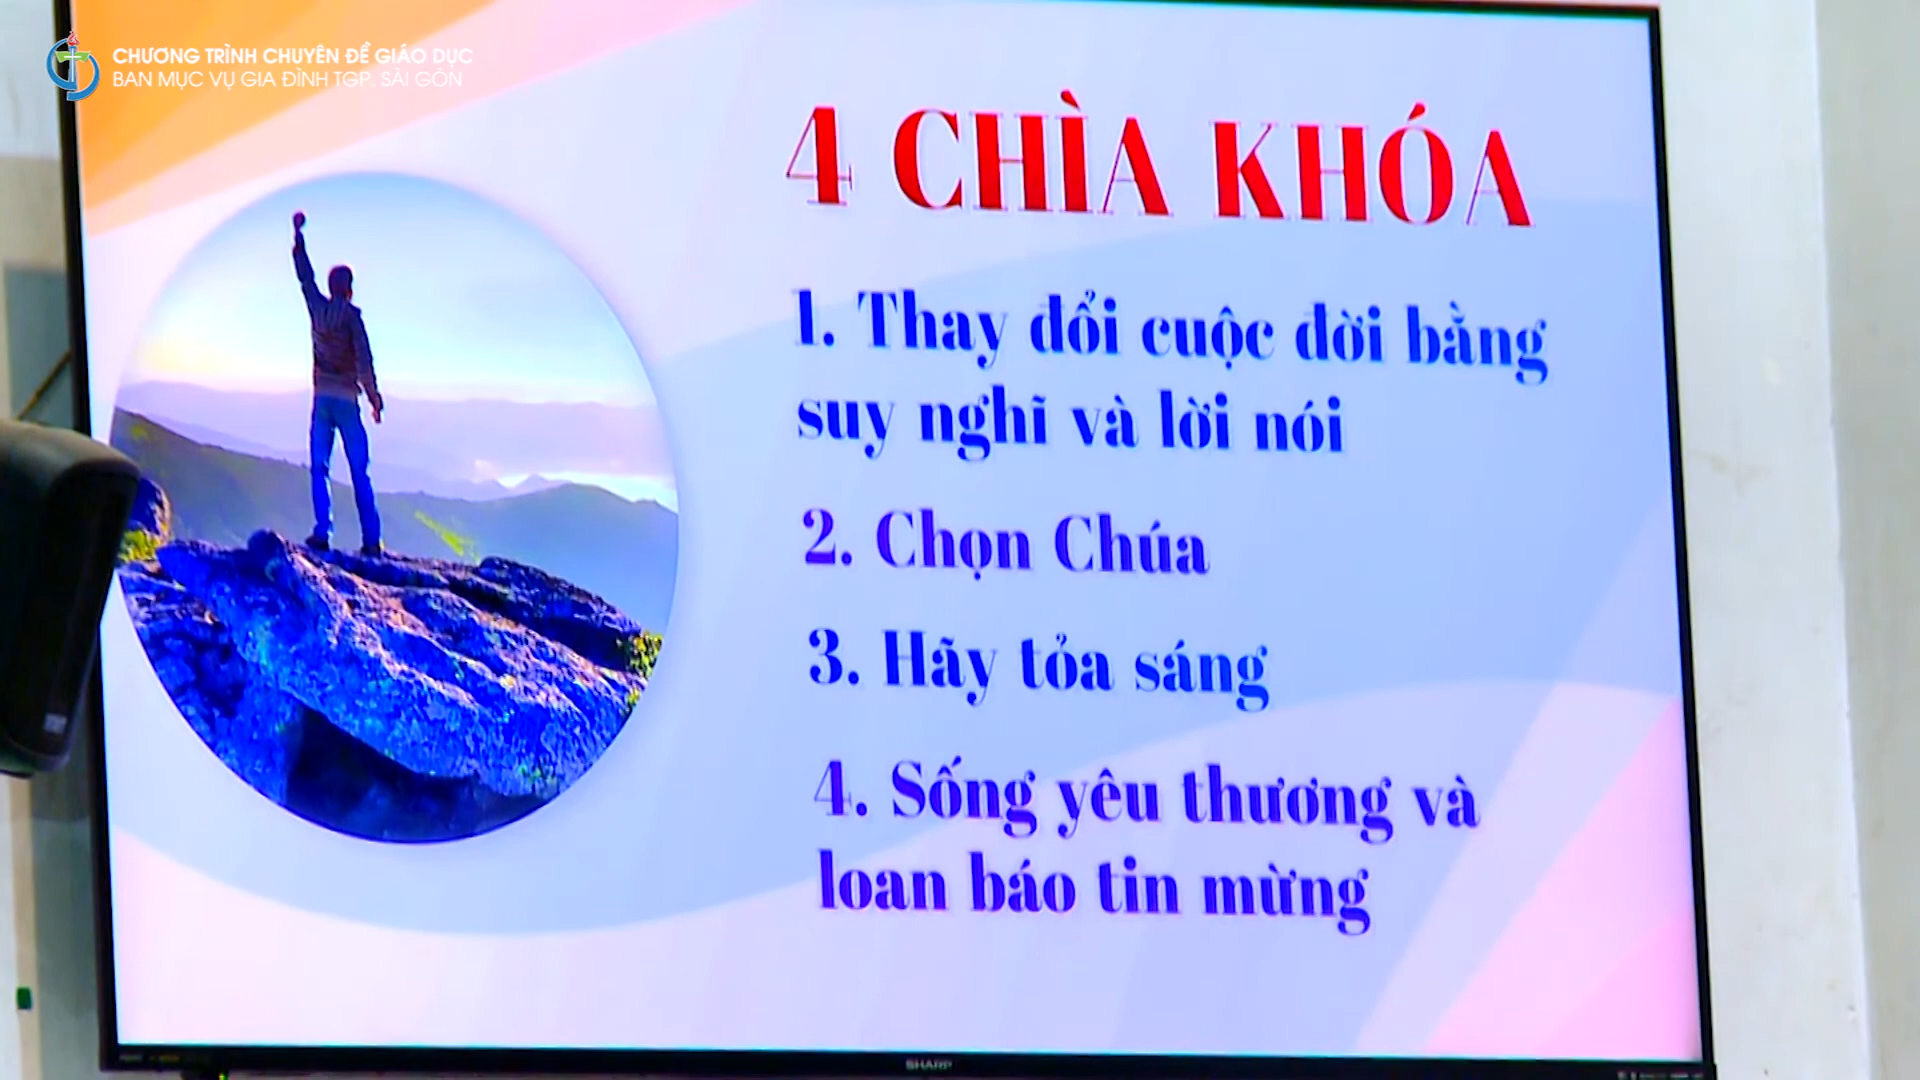 CHƯƠNG TRÌNH CHUYÊN ĐỀ GIÁO DỤC
BAN MỤC VỤ GIA ĐÌNH TGP. SÀI GÒN
4 CHÌA KHÓA
1. Thay đổi cuộc đời bằng
suy nghĩ và lời nói
2. Chọn Chúa
3. Hãy tỏa sáng
4. Sống yêu thương và
loan báo tin mừng
SHARP